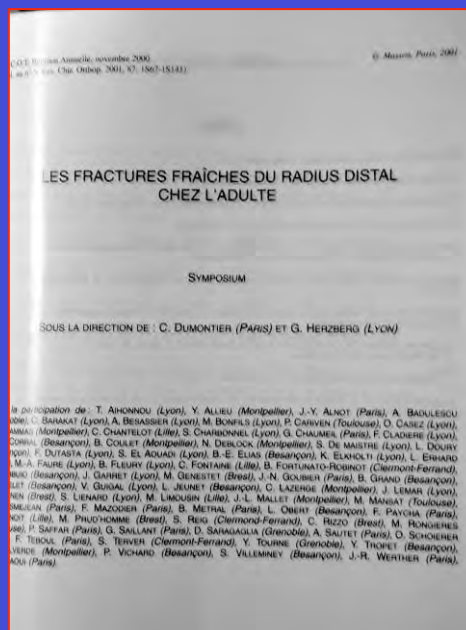 Annuelle, novembre 2000
© Masson, Paris, 2001
Chir. Orthop. 2001, 87, 1S67-1S141)
LES FRACTURES FRAÎCHES DU RADIUS DISTAL
CHEZ L'ADULTE
SYMPOSIUM
SOUS LA DIRECTION DE : C. DUMONTIER (PARIS) ET G. HERZBERG (LYON)
la participation de : T. AIHONNOU (Lyon), Y. ALLIEU (Montpellier), J.-Y. ALNOT (Paris), A. BADULESCU
C. BARAKAT (Lyon), A. BESASSIER (Lyon), M. BONFILS (Lyon), P. CARIVEN (Toulouse), O. CASEZ (Lyon),
(Montpellier), C. CHANTELOT (Lille), S. CHARBONNEL (Lyon), G. CHAUMEIL (Paris), F. CLADIERE (Lyon),
(Besançon), B. COULET (Montpellier), N. DEBLOCK (Montpellier), S. DE MAISTRE (Lyon), L. DOURY
F. DUTASTA (Lyon), S. EL AOUADI (Lyon), B.-E. ELIAS (Besançon), K. ELKHOLTI (Lyon), L. ERHARD
M.-A. FAURE (Lyon), B. FLEURY (Lyon), C. FONTAINE (Lille), B. FORTUNATO-ROBINOT (Clermont-Ferrand),
(Besançon), J. GARRET (Lyon), M. GENESTET (Brest), J.-N. GOUBIER (Paris), B. GRAND (Besançon),
(Besançon), V. GUIGAL (Lyon), L. JEUNET (Besançon), C. LAZERGE (Montpellier), J. LEMAR (Lyon),
(Brest), S. LIENARD (Lyon), M. LIMOUSIN (Lille), J.-L. MALLET (Montpellier), M. MANSAT (Toulouse),
(Paris), F. MAZODIER (Paris), B. METRAL (Paris), L. OBERT (Besançon), F. PAYCHA (Paris),
(Lille), M. PRUD'HOMME (Brest), S. REIG (Clermond-Ferrand), C. RIZZO (Brest), M. RONGIERES
P. SAFFAR (Paris), G. SAILLANT (Paris), D. SARAGAGLIA (Grenoble), A. SAUTET (Paris), O. SCHOIERER
F. TEBOUL (Paris), S. TERVER (Clermont-Ferrand), Y. TOURNE (Grenoble), Y. TROPET (Besançon),
(Montpellier), P. VICHARD (Besançon), S. VILLEMINEY (Besançon), J.-R. WERTHER (Paris),
(Paris).